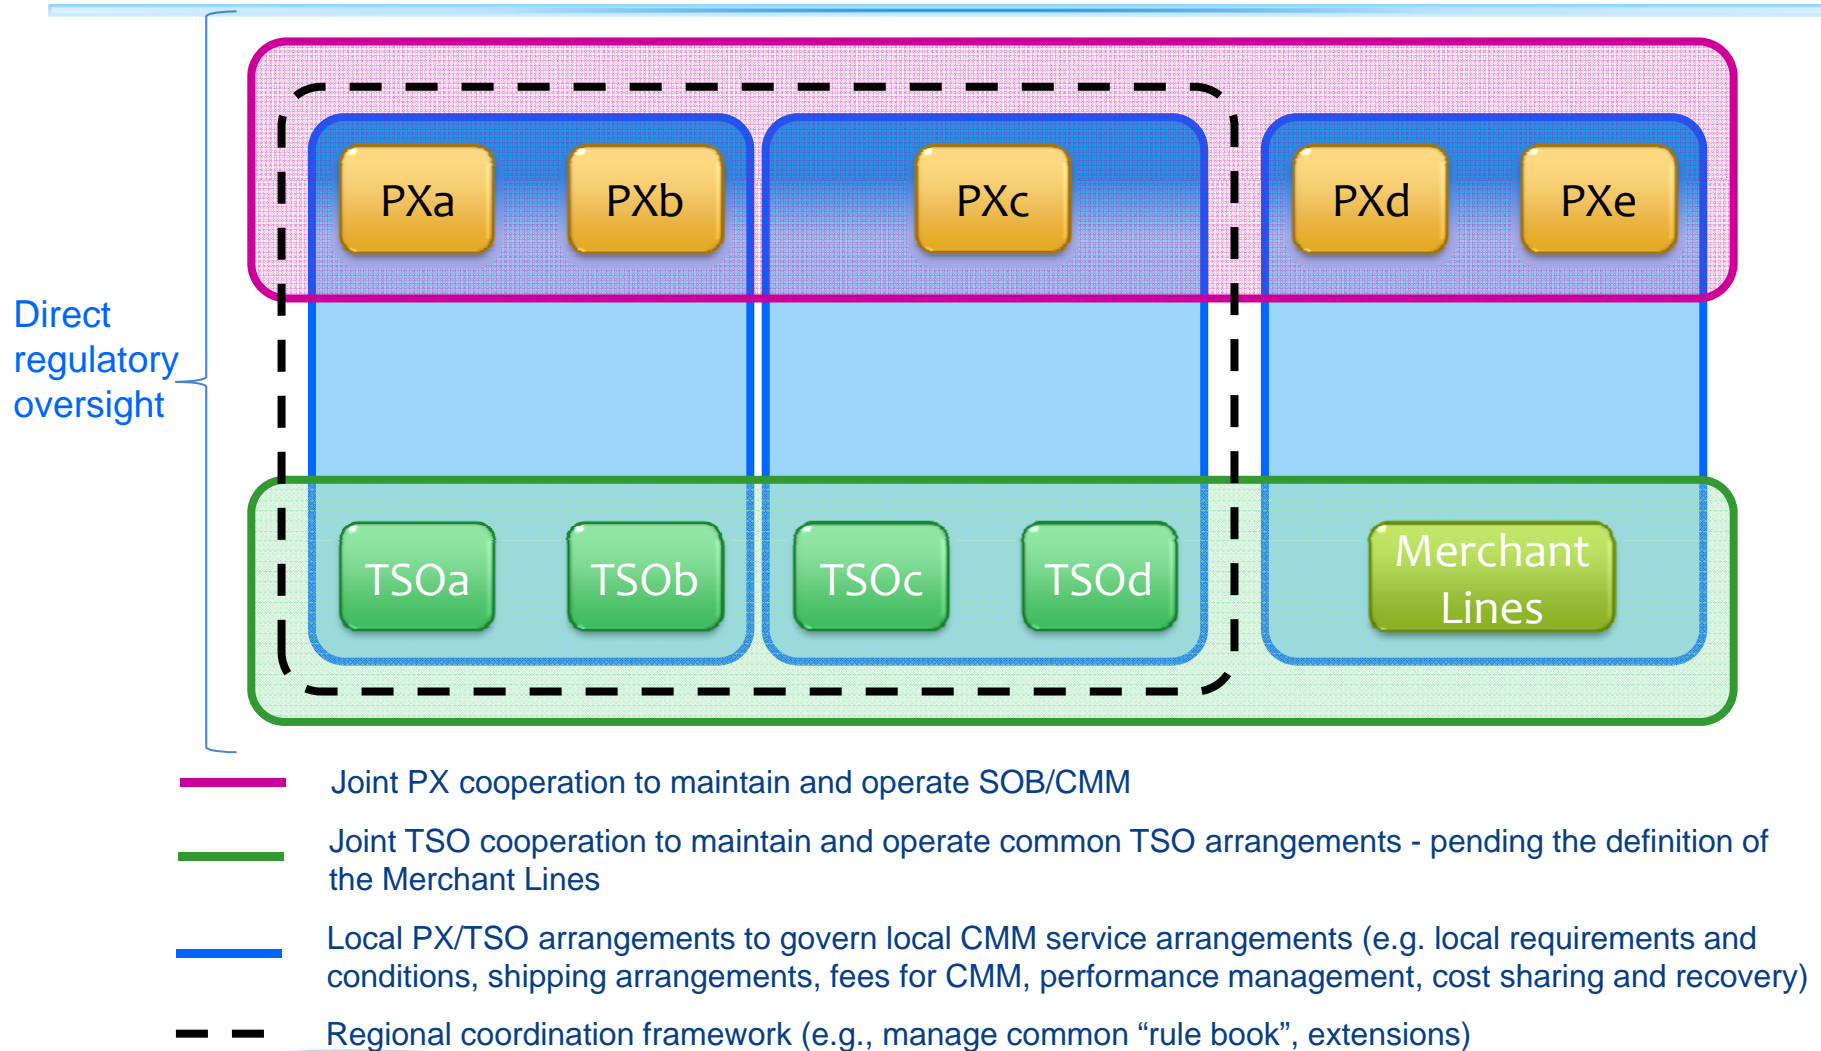 PXa
PXb
PXc
PXd
PXe
Direct
regulatory
oversight
TSOa
TSOb
TSOc
TSOd
Merchant
Lines
Joint PX cooperation to maintain and operate SOB/CMM
Joint TSO cooperation to maintain and operate common TSO arrangements - pending the definition of
the Merchant Lines
Local PX/TSO arrangements to govern local CMM service arrangements (e.g. local requirements and
conditions, shipping arrangements, fees for CMM, performance management, cost sharing and recovery)
Regional coordination framework (e.g., manage common “rule book”, extensions)